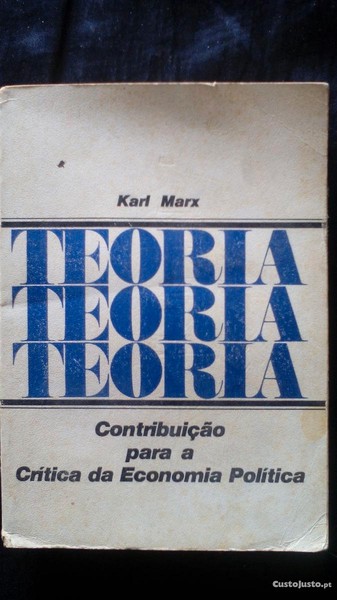 Karl Marx
TEORIA
TEORIA
TEORIA
Contribuição
para a
Crítica da Economia Política
CustoJusto.pt